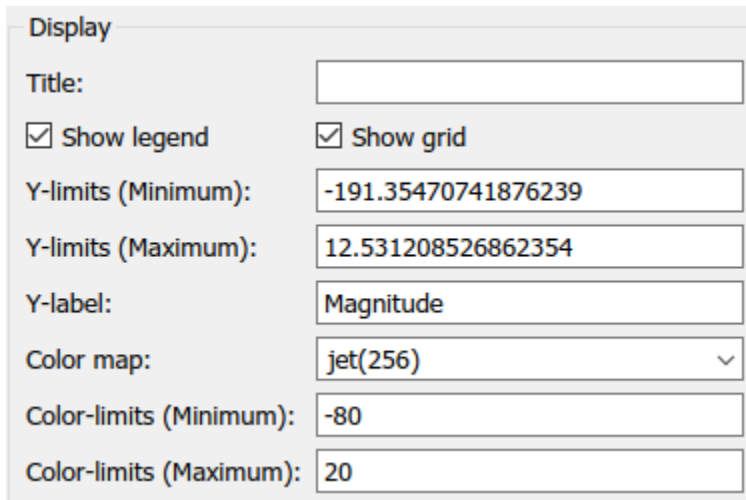 Display
Title:
Show legend Show grid
Y-limits (Minimum): -191.35470741876239
Y-limits (Maximum): 12.531208526862354
Y-label: Magnitude
Color map: jet(256)
Color-limits (Minimum): -80
Color-limits (Maximum): 20